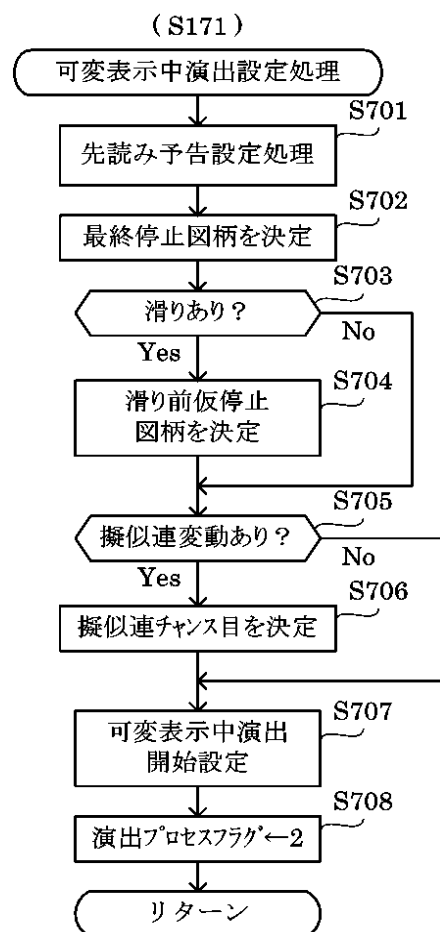 (S171)
可変表示中演出設定処理
S701
先読み予告設定処理
S702
最終停止図柄を決定
S703
滑りあり?
No
Yes
S704
滑り前仮停止
図柄を決定
S705
擬似連変動あり?
No
Yes
S706
擬似連チャンス目を決定
S707
可変表示中演出
開始設定
S708
演出プロセスフラグ←2
リターン